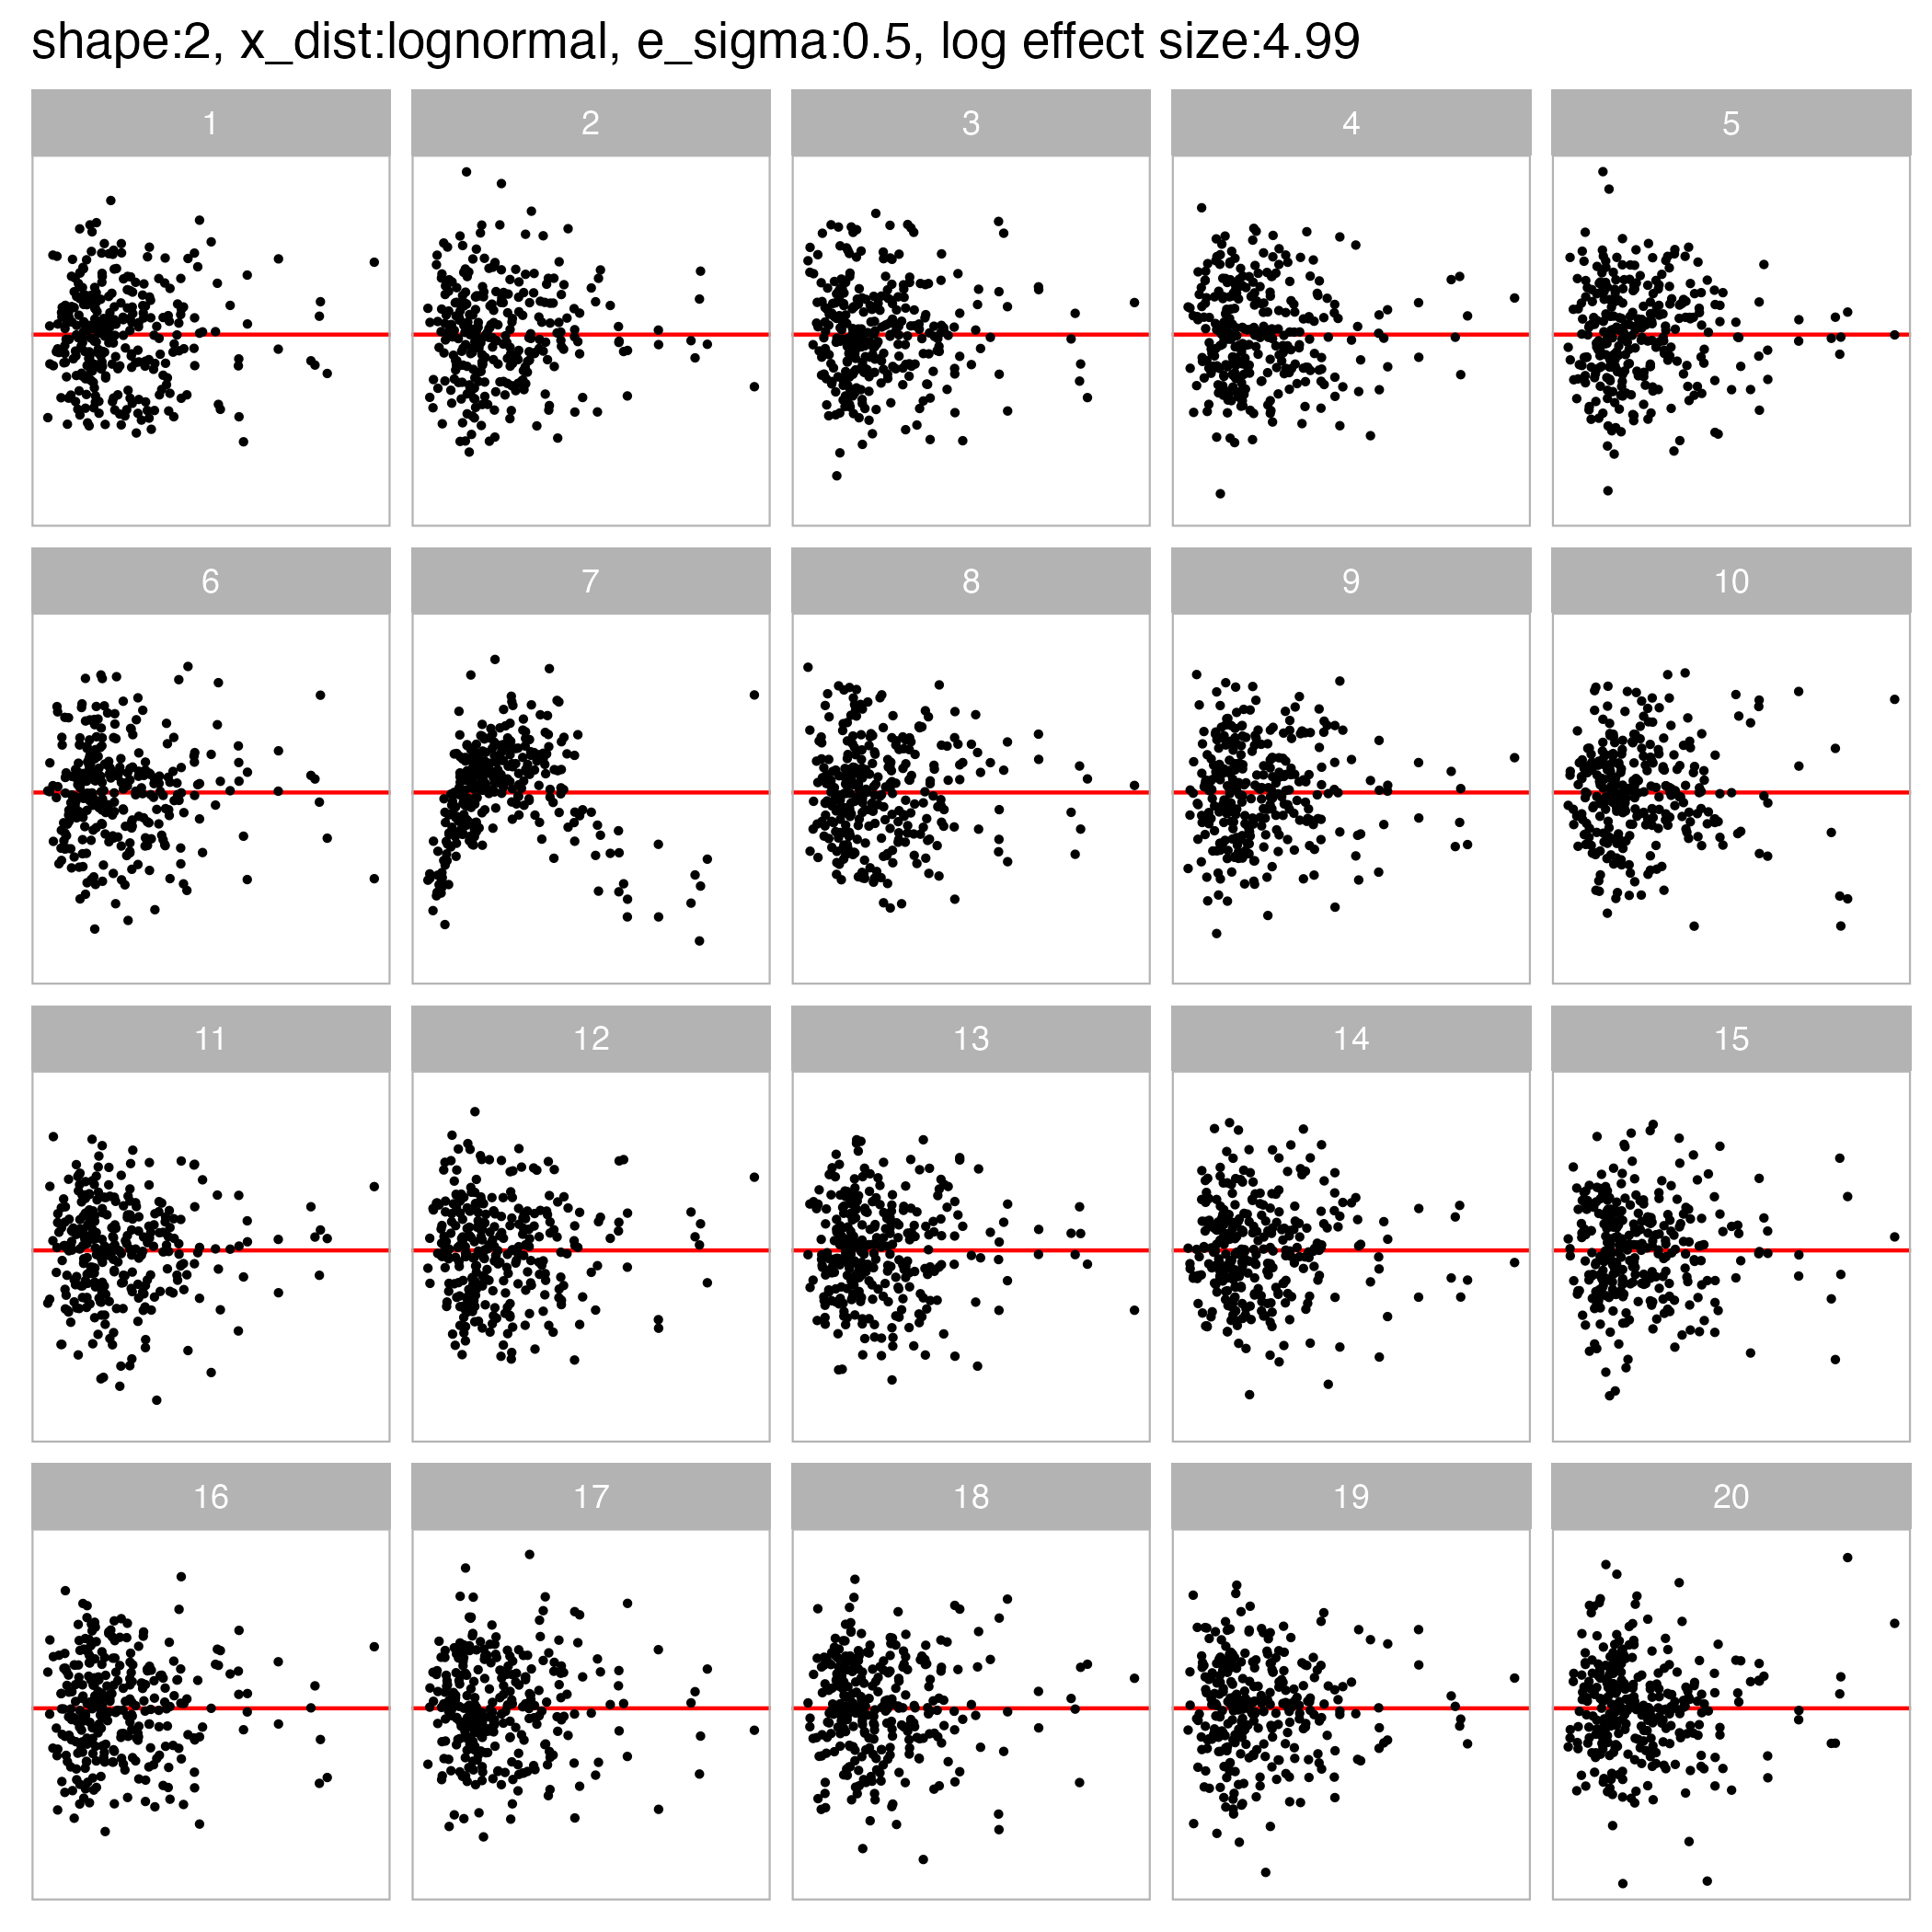 shape:2, x_dist:lognormal, e_sigma:0.5, log effect size:4.99
1 2 3 4 5
6 7 8 9 10
11 12 13 14 15
16 17 18 19 20